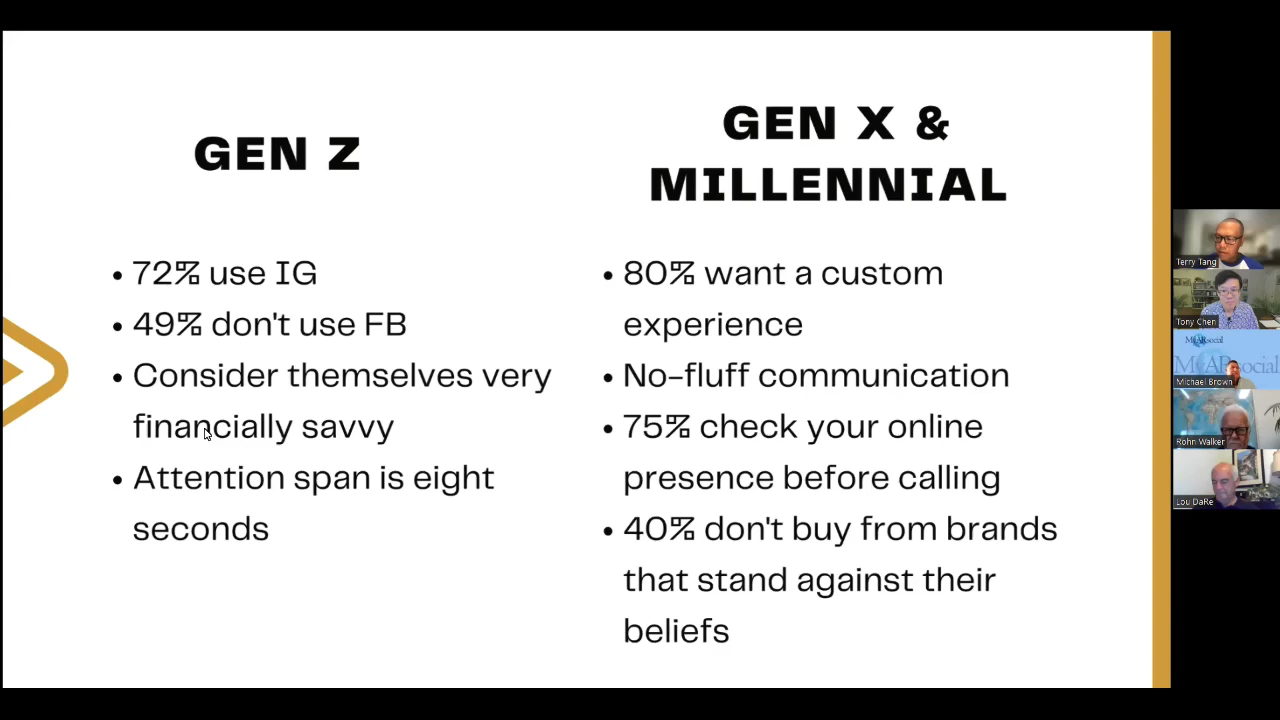 GEN Z
• 72% use IG
• 49% don't use FB
• Consider themselves very
financially savvy
• Attention span is eight
seconds
GEN X &
MILLENNIAL
• 80% want a custom
experience
• No-fluff communication
• 75% check your online
presence before calling
• 40% don't buy from brands
that stand against their
beliefs
Terry Tang
Tony Chen
Michael Brown
Rohn Walker
Lou DaRe